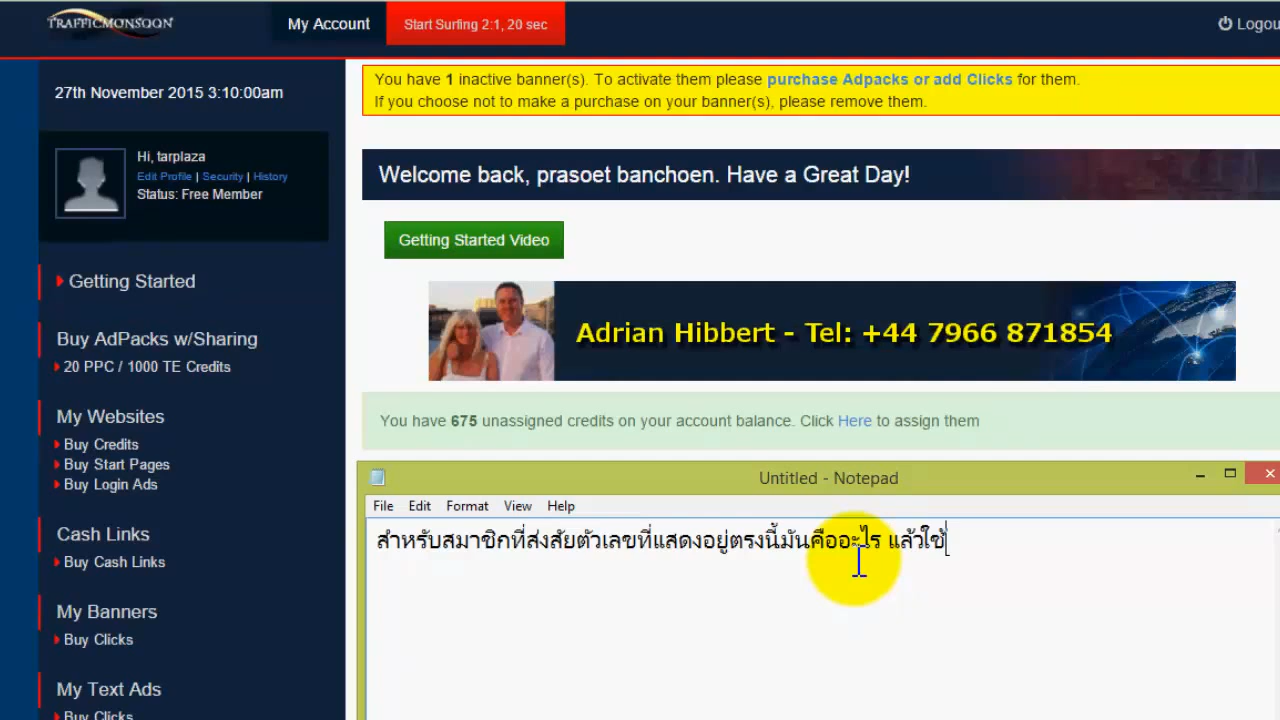 TRAFFICMONSOON
My Account
Start Surfing 2:1, 20 sec
Logou
27th November 2015 3:10:00am
Hi, tarplaza
Edit Profile | Security | History
Status: Free Member
Getting Started
Buy AdPacks w/Sharing
20 PPC / 1000 TE Credits
My Websites
Buy Credits
Buy Start Pages
Buy Login Ads
Cash Links
Buy Cash Links
My Banners
Buy Clicks
My Text Ads
Buy Clicks
You have 1 inactive banner(s). To activate them please purchase Adpacks or add Clicks for them.
If you choose not to make a purchase on your banner(s), please remove them.
Welcome back, prasoet banchoen. Have a Great Day!
Getting Started Video
Adrian Hibbert - Tel: +44 7966 871854
You have 675 unassigned credits on your account balance. Click Here to assign them
Untitled - Notepad
File Edit Format View Help
สำหรับสมาชิกที่ส่งสัยตัวเลขที่แสดงอยู่ตรงนี้มันคืออะไร แล้วใช้